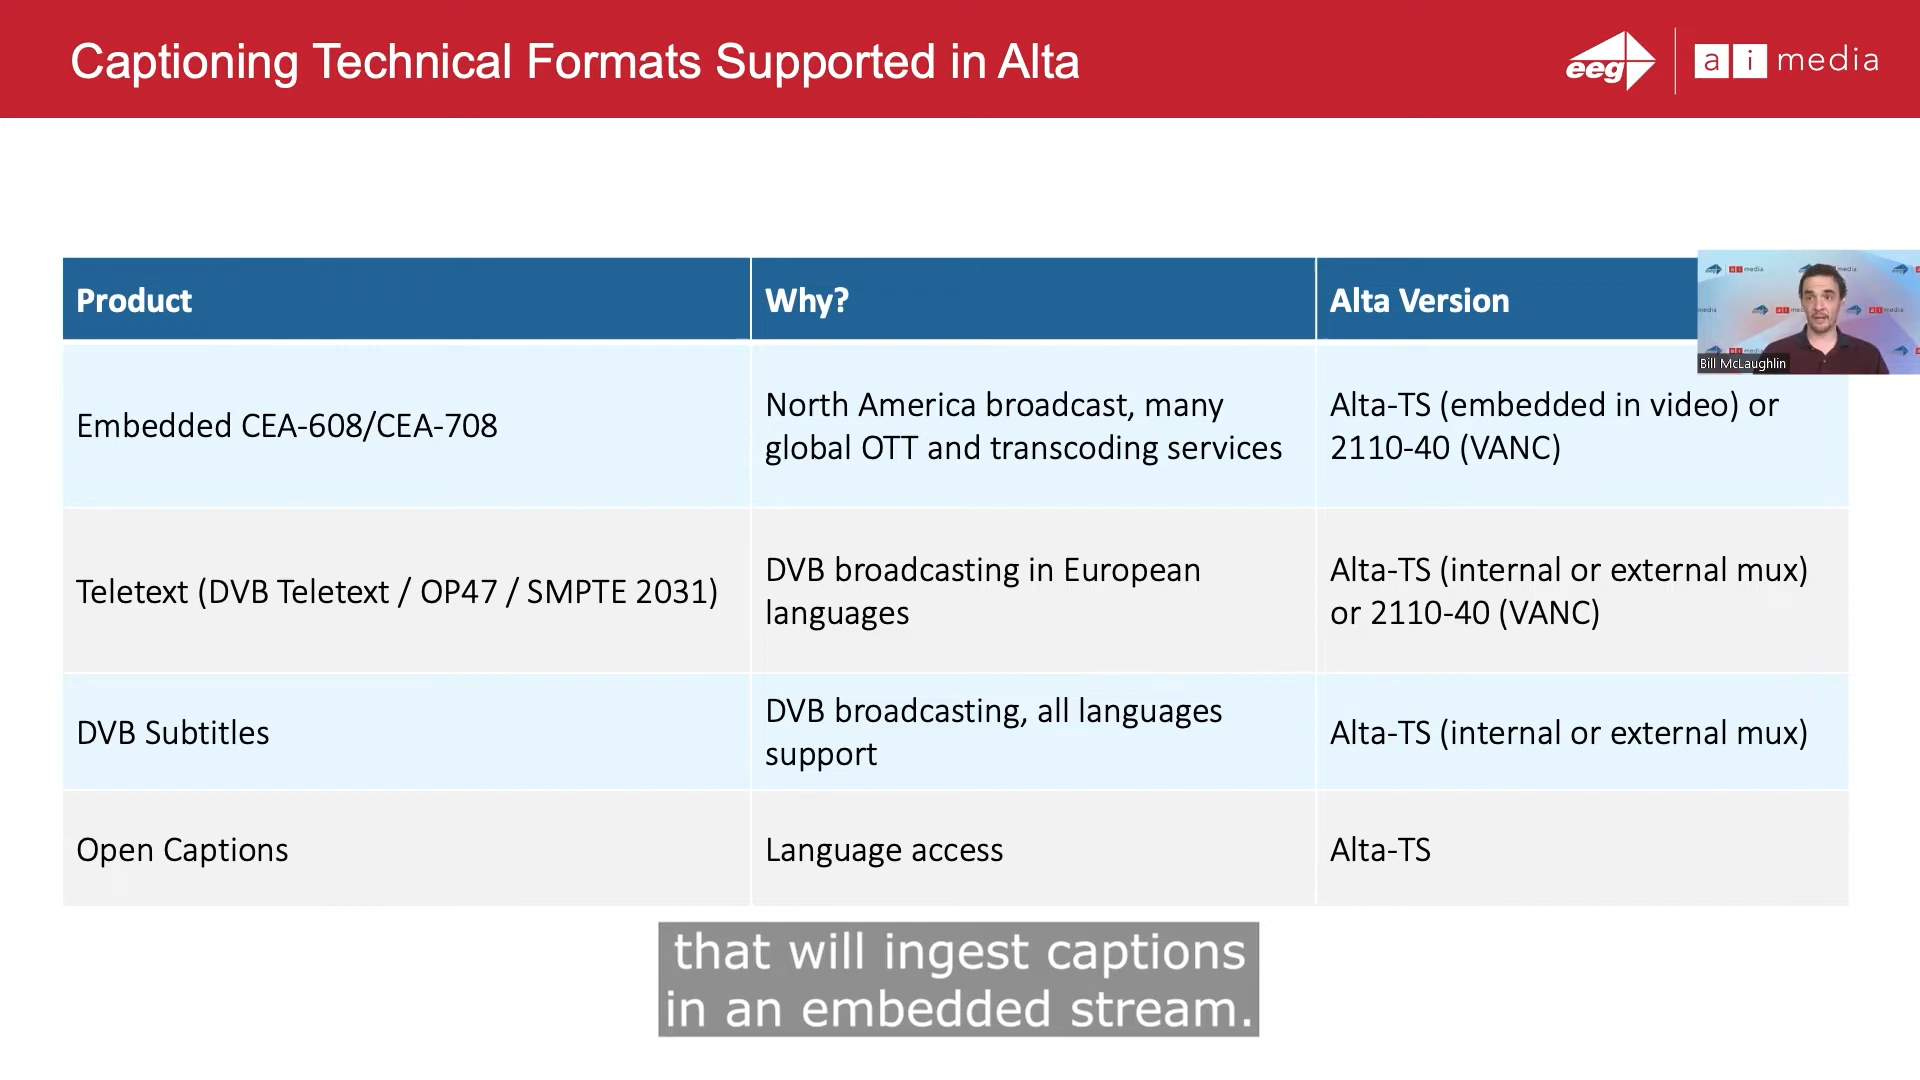 Captioning Technical Formats Supported in Alta
eeg
ai media
Product
Why?
Alta Version
Bill McLaughlin
Embedded CEA-608/CEA-708
North America broadcast, many
global OTT and transcoding services
Alta-TS (embedded in video) or
2110-40 (VANC)
Teletext (DVB Teletext / OP47 / SMPTE 2031)
DVB broadcasting in European
languages
Alta-TS (internal or external mux)
or 2110-40 (VANC)
DVB Subtitles
DVB broadcasting, all languages
support
Alta-TS (internal or external mux)
Open Captions
Language access
Alta-TS
that will ingest captions
in an embedded stream.